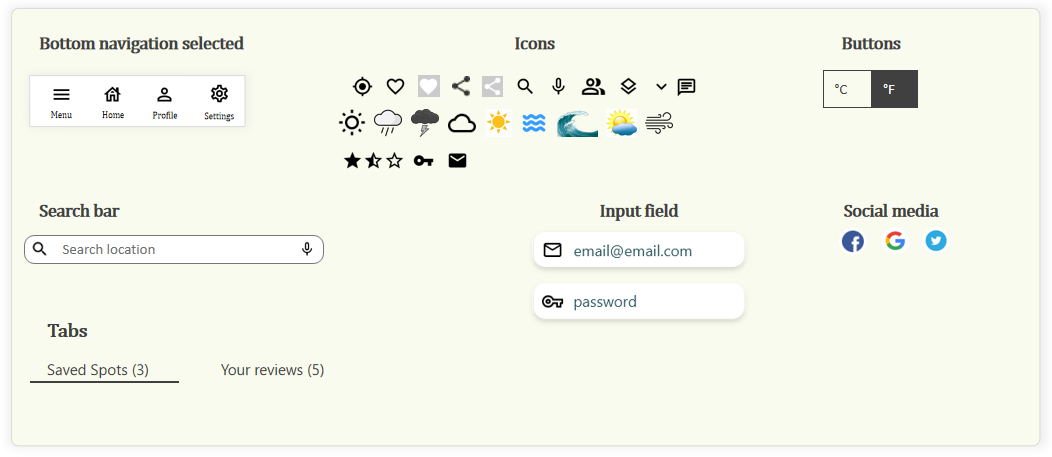 Bottom navigation selected
Icons
Buttons
Menu
Home
Profile
Settings
°C
°F
Search bar
Input field
Social media
Search location
email@email.com
password
Tabs
Saved Spots (3)
Your reviews (5)